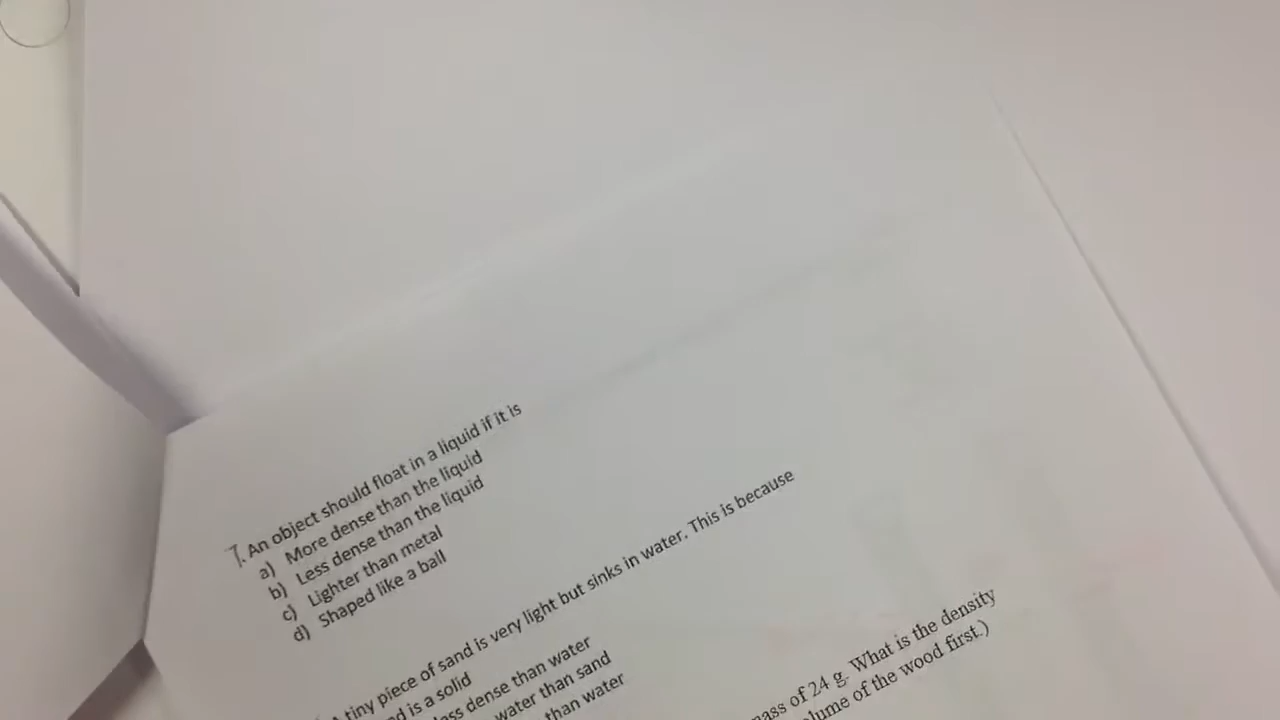 7. An object should float in a liquid if it is
a) More dense than the liquid
b) Less dense than the liquid
c) Lighter than metal
d) Shaped like a ball
tiny piece of sand is very light but sinks in water. This is because
is a solid
dense than water
water than sand
than water
of 24 g. What is the density
of the wood first.)